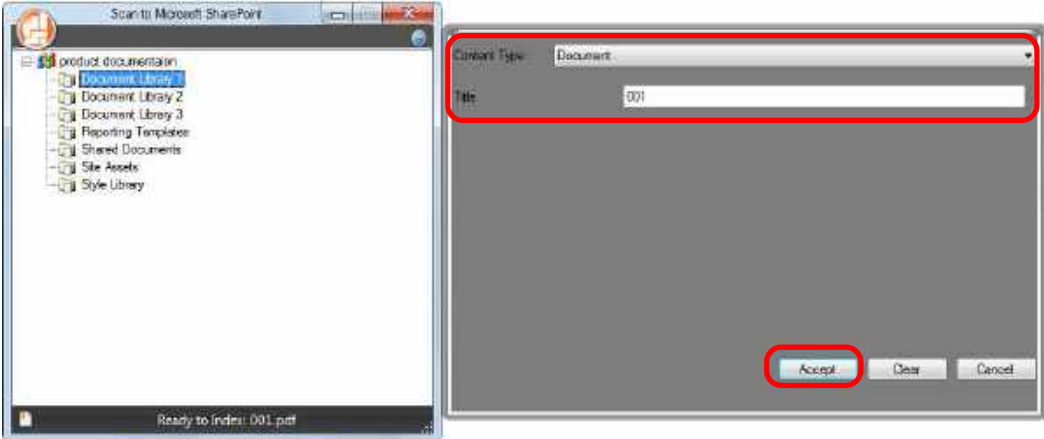 Scan to Microsoft SharePoint
product documentaion
Document Library 1
Document Library 2
Document Library 3
Reporting Templates
Shared Documents
Site Assets
Style Library
Ready to Index: 001.pdf
Content Type:
Document
Title
001
Accept
Clear
Cancel